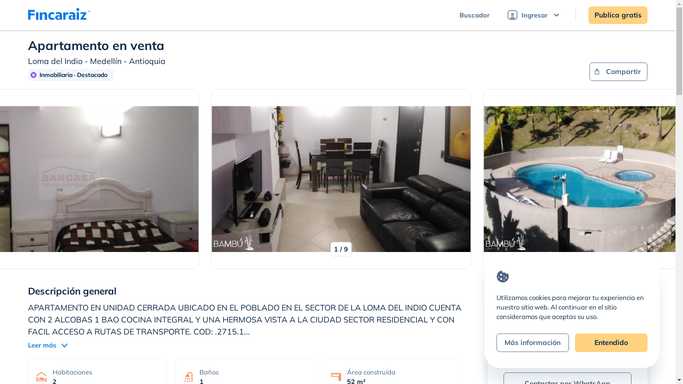 Fincaraiz
Buscador
Ingresar
Publica gratis
Apartamento en venta
Loma del Indio - Medellín - Antioquia
Inmobiliaria · Destacado
Compartir
BANCASA
BAMBÚ
BAMBÚ
1 / 9
Descripción general
APARTAMENTO EN UNIDAD CERRADA UBICADO EN EL POBLADO EN EL SECTOR DE LA LOMA DEL INDIO CUENTA
CON 2 ALCOBAS 1 BAO COCINA INTEGRAL Y UNA HERMOSA VISTA A LA CIUDAD SECTOR RESIDENCIAL Y CON
FACIL ACCESO A RUTAS DE TRANSPORTE. COD: .2715.1...
Leer más
Habitaciones
2
Baños
1
Área construida
52 m²
Utilizamos cookies para mejorar tu experiencia en
nuestro sitio web. Al continuar en el sitio
consideramos que aceptas su uso.
Más información
Entendido
Contactar por WhatsApp